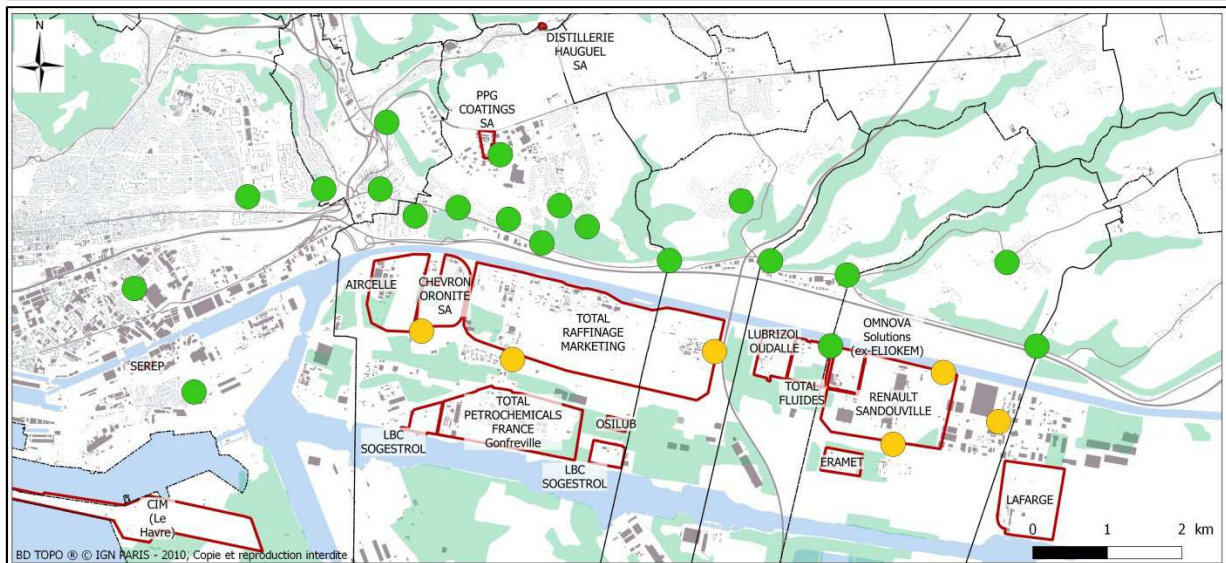 N
DISTILLERIE
HAUGUEL
SA
PPG
COATINGS
SA
AIRCELLE
CHEVRON
ORONITE
SA
TOTAL
RAFFINAGE
MARKETING
LUBRIZOL
OUDALLE
OMNOVA
Solutions
(ex-ELIOKEM)
SEREP
TOTAL
FLUIDES
RENAULT
SANDOUVILLE
TOTAL
PETROCHEMICALS
FRANCE
Gonfreville
OSILUB
LBC
SOGESTROL
LBC
SOGESTROL
ERAMET
LAFARGE
CIM
(Le
Havre)
0 1 2 km
BD TOPO ® © IGN PARIS - 2010, Copie et reproduction interdite